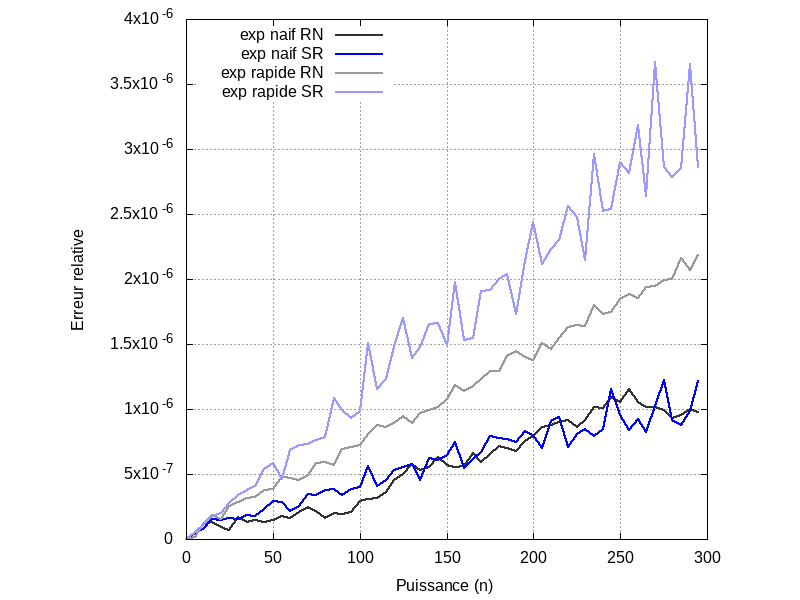 4x10⁻⁶
exp naif RN
exp naif SR
exp rapide RN
exp rapide SR
3.5x10⁻⁶
3x10⁻⁶
2.5x10⁻⁶
2x10⁻⁶
1.5x10⁻⁶
1x10⁻⁶
5x10⁻⁷
0
Erreur relative
0 50 100 150 200 250 300
Puissance (n)